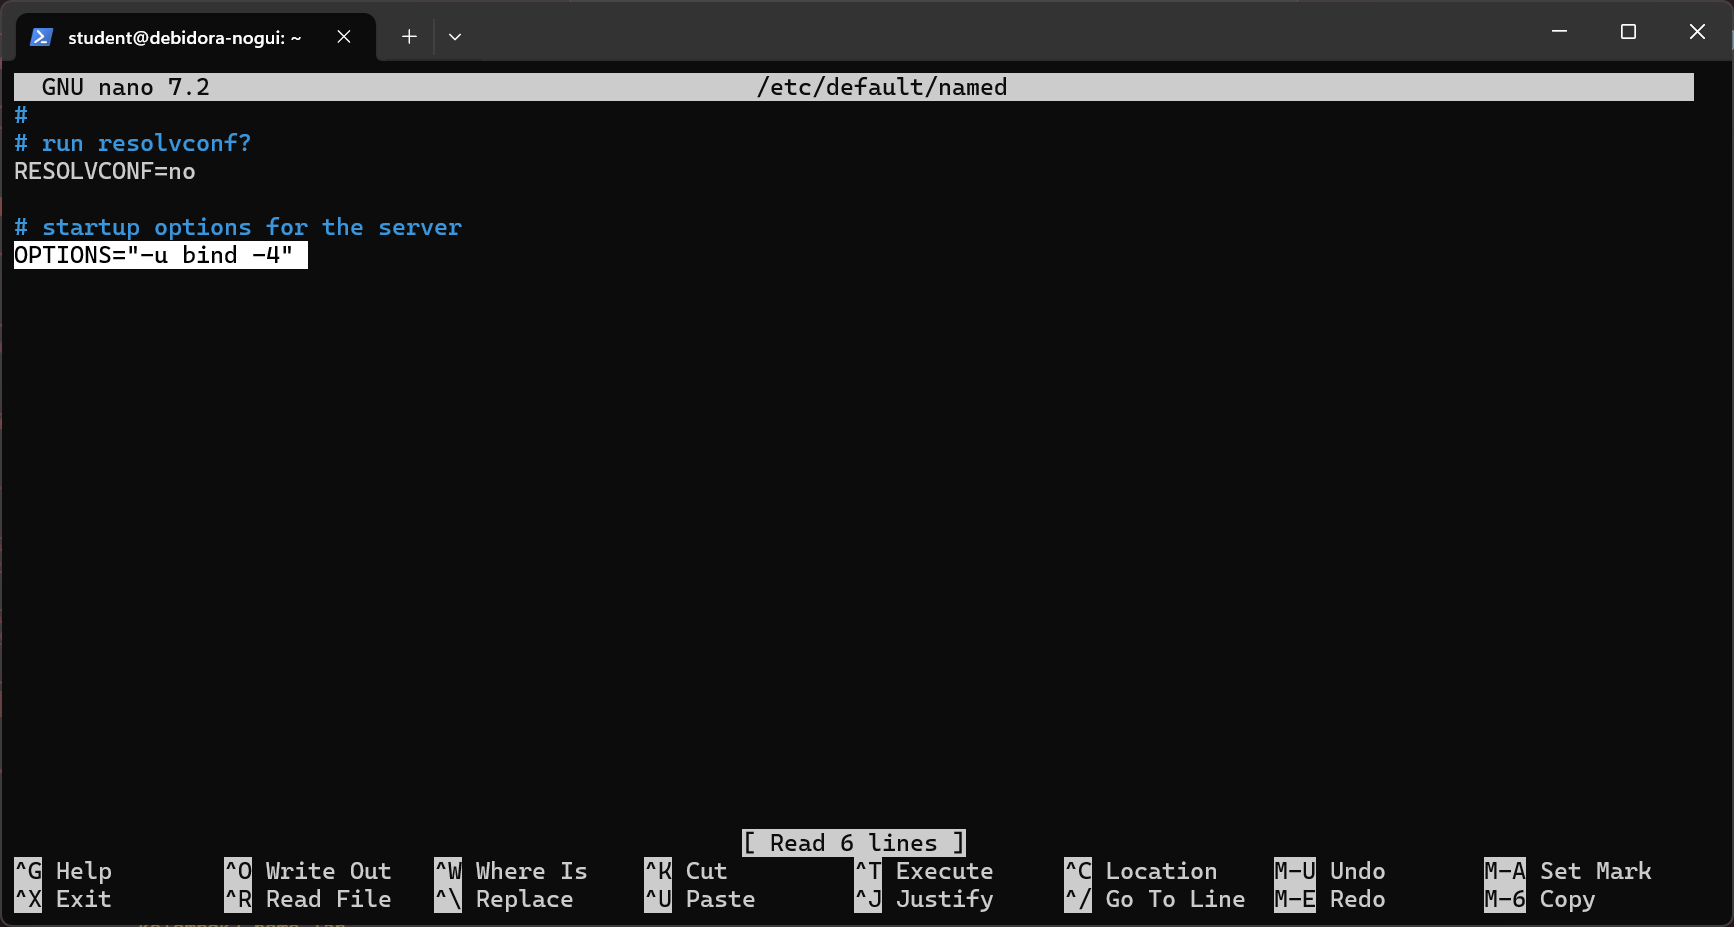 student@debidora-nogui: ~
GNU nano 7.2 /etc/default/named
#
# run resolvconf?
RESOLVCONF=no
# startup options for the server
OPTIONS="-u bind -4"
[ Read 6 lines ]
^G Help ^O Write Out ^W Where Is ^K Cut ^T Execute ^C Location M-U Undo M-A Set Mark
^X Exit ^R Read File ^\ Replace ^U Paste ^J Justify ^/ Go To Line M-E Redo M-6 Copy